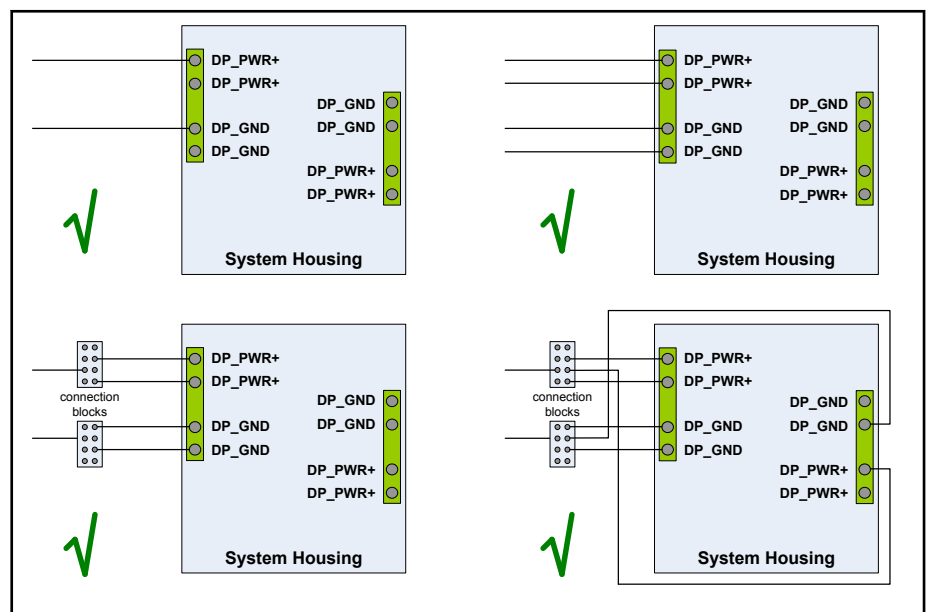 DP_PWR+
DP_PWR+
DP_GND
DP_GND
DP_GND
DP_GND
DP_PWR+
DP_PWR+
System Housing
DP_PWR+
DP_PWR+
DP_GND
DP_GND
DP_GND
DP_GND
DP_PWR+
DP_PWR+
System Housing
connection
blocks
DP_PWR+
DP_PWR+
DP_GND
DP_GND
DP_GND
DP_GND
DP_PWR+
DP_PWR+
System Housing
connection
blocks
DP_PWR+
DP_PWR+
DP_GND
DP_GND
DP_GND
DP_GND
DP_PWR+
DP_PWR+
System Housing